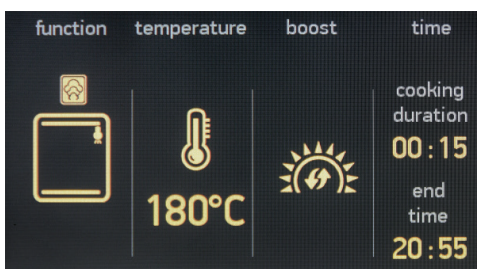 function temperature boost time
cooking
duration
00:15
180°C
end
time
20:55